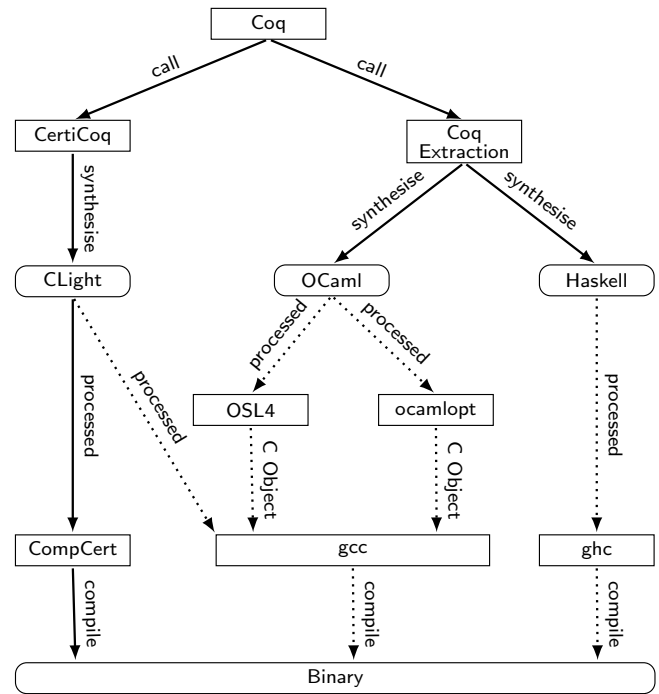 Coq
call
call
CertiCoq
Coq
Extraction
synthesise
synthesise
synthesise
CLight
OCaml
Haskell
processed
processed
processed
processed
processed
OSL4
ocamlopt
C Object
C Object
CompCert
gcc
ghc
compile
compile
compile
Binary